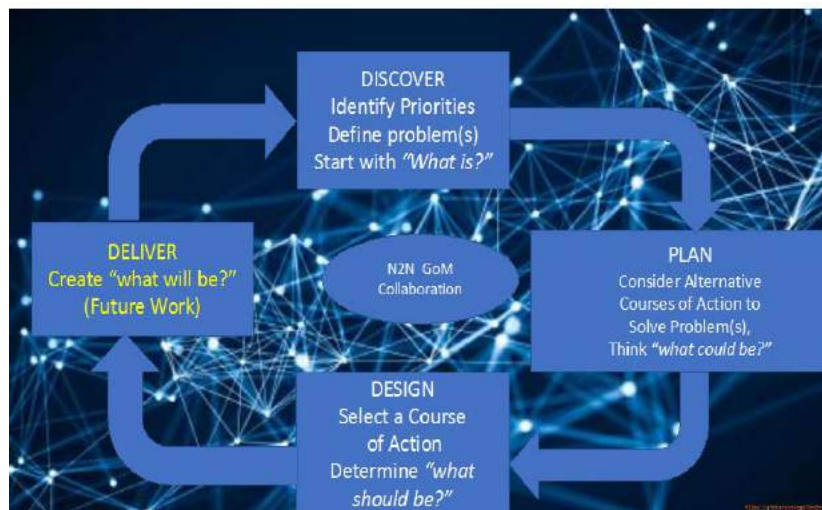 DISCOVER
Identify Priorities
Define problem(s)
Start with “What is?”
DELIVER
Create “what will be?”
(Future Work)
N2N GoM
Collaboration
PLAN
Consider Alternative
Courses of Action to
Solve Problem(s),
Think “what could be?”
DESIGN
Select a Course
of Action
Determine “what
should be?”